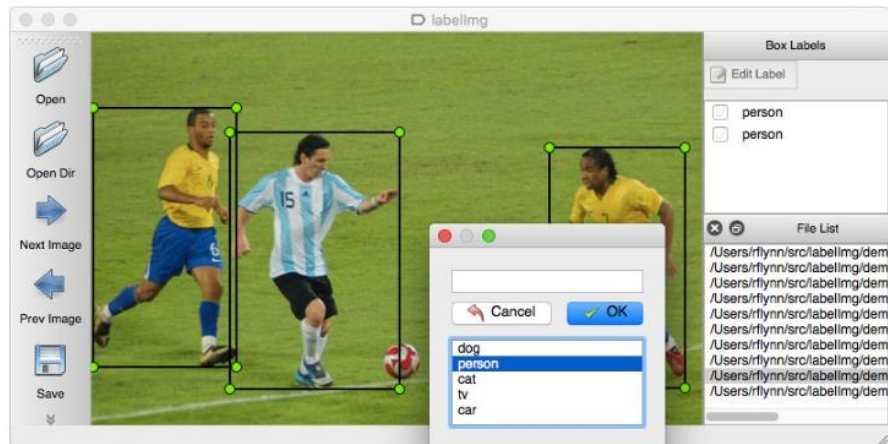 labelImg
Open
Open Dir
Next Image
Prev Image
Save
Box Labels
Edit Label
person
person
File List
/Users/rflynn/src/labelImg/dem
/Users/rflynn/src/labelImg/dem
/Users/rflynn/src/labelImg/dem
/Users/rflynn/src/labelImg/dem
/Users/rflynn/src/labelImg/dem
/Users/rflynn/src/labelImg/dem
/Users/rflynn/src/labelImg/dem
/Users/rflynn/src/labelImg/dem
/Users/rflynn/src/labelImg/dem
/Users/rflynn/src/labelImg/dem
15
6
7
Cancel
OK
dog
person
cat
tv
car